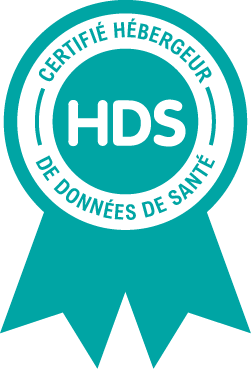 CERTIFIÉ HÉBERGEUR
HDS
DE DONNÉES DE SANTÉ